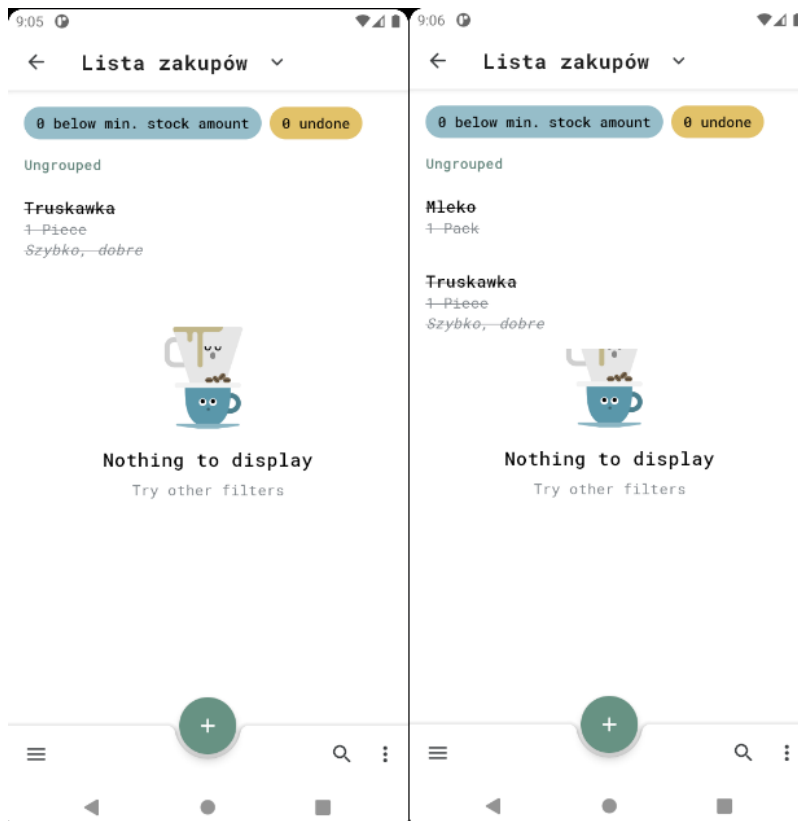 9:05
Lista zakupów
0 below min. stock amount
0 undone
Ungrouped
Truskawka
1 Piece
Szybko, dobre
Nothing to display
Try other filters
9:06
Lista zakupów
0 below min. stock amount
0 undone
Ungrouped
Mleko
1 Pack
Truskawka
1 Piece
Szybko, dobre
Nothing to display
Try other filters